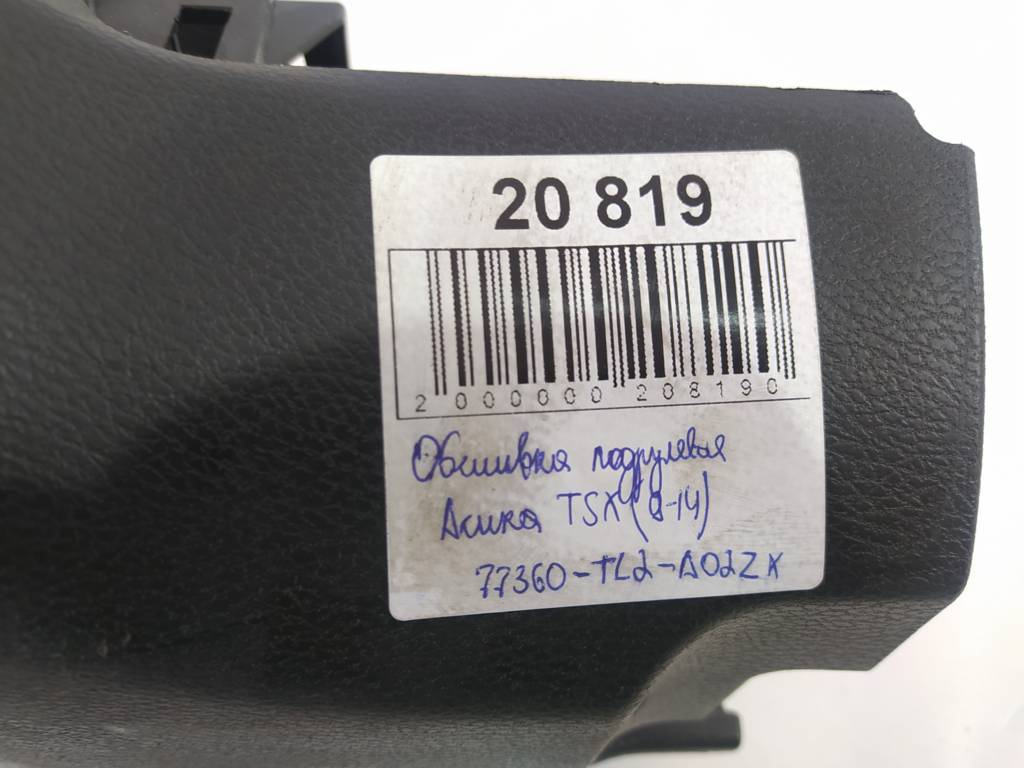 20 819
2 000000 208190
Обшивка подрулевая
Акура TSX (8-14)
77360-TL2-A02ZX